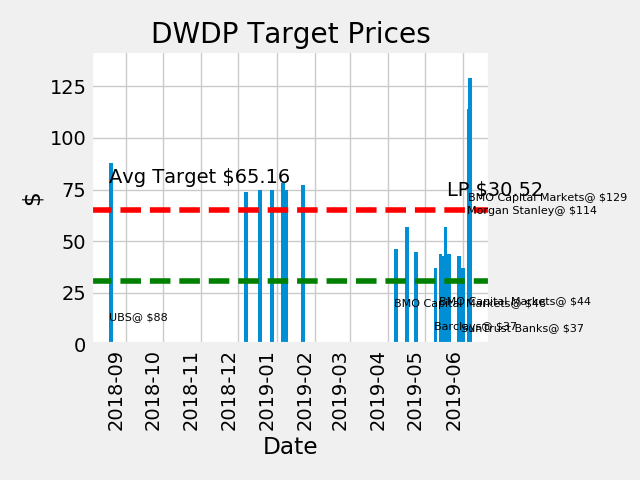 DWDP Target Prices
$
125
100
75
50
25
0
Avg Target $65.16
LP $30.52
BMO Capital Markets@ $129
Morgan Stanley@ $114
BMO Capital Markets@ $46
BMO Capital Markets@ $44
UBS@ $88
Barclays@ $37
SunTrust Banks@ $37
2018-09
2018-10
2018-11
2018-12
2019-01
2019-02
2019-03
2019-04
2019-05
2019-06
Date